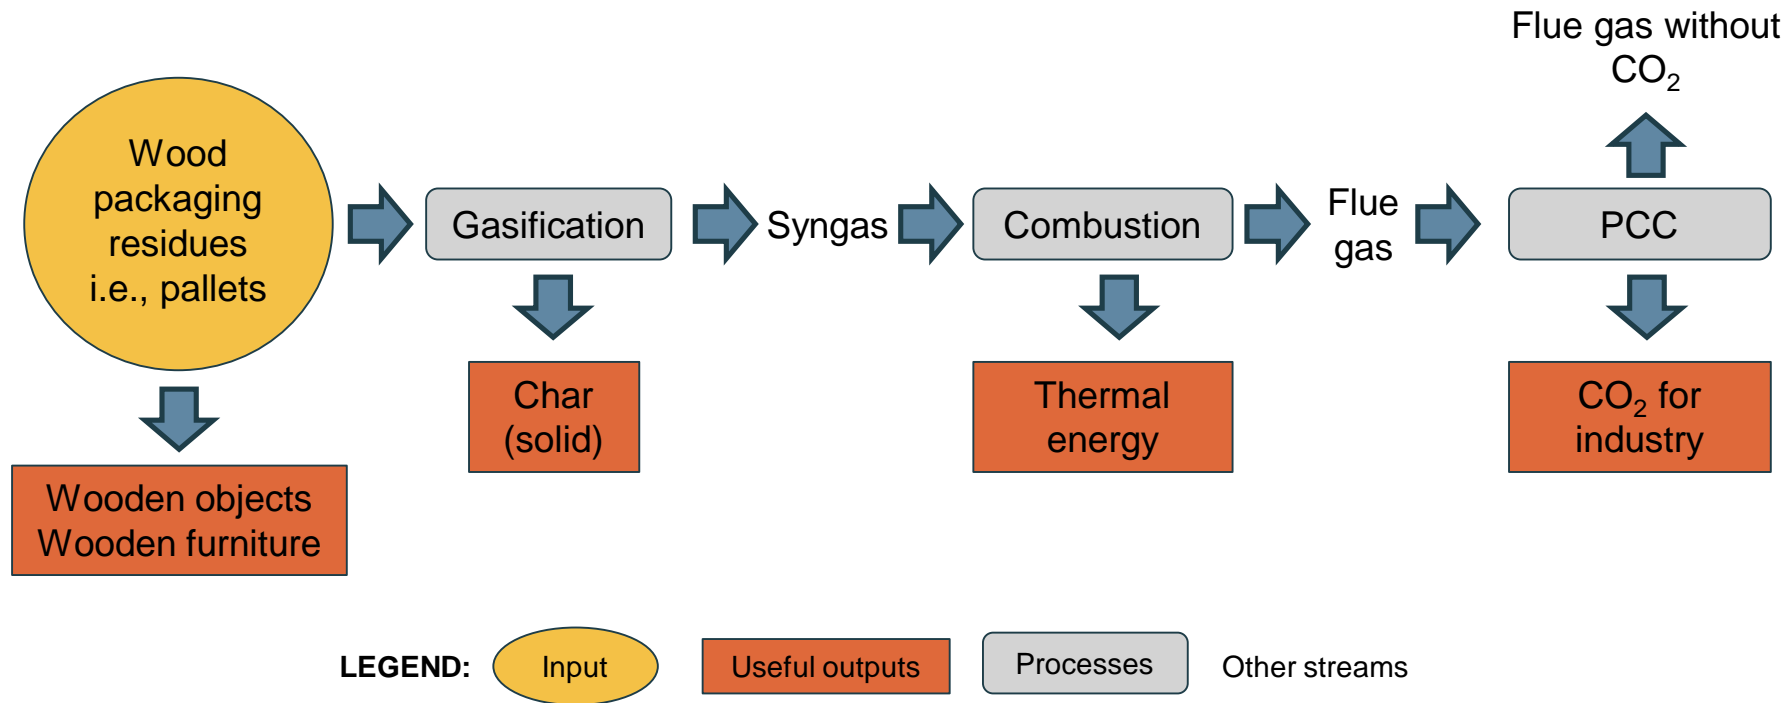 Flue gas without
CO₂
Wood
packaging
residues
i.e., pallets
Gasification
Syngas
Combustion
Flue
gas
PCC
Char
(solid)
Thermal
energy
CO₂ for
industry
Wooden objects
Wooden furniture
LEGEND:
Input
Useful outputs
Processes
Other streams